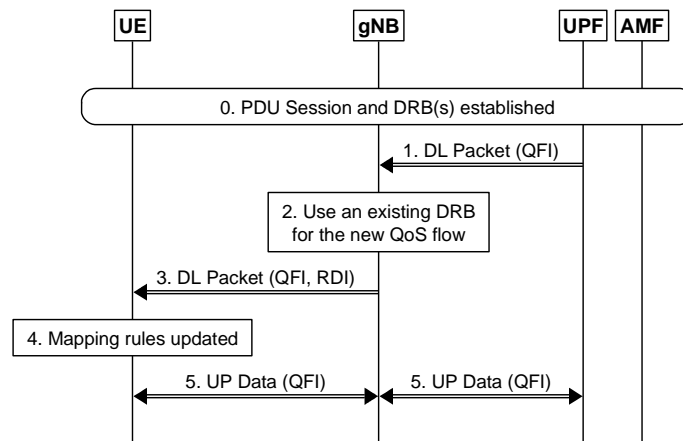 UE
gNB
UPF
AMF
0. PDU Session and DRB(s) established
1. DL Packet (QFI)
2. Use an existing DRB
for the new QoS flow
3. DL Packet (QFI, RDI)
4. Mapping rules updated
5. UP Data (QFI)
5. UP Data (QFI)